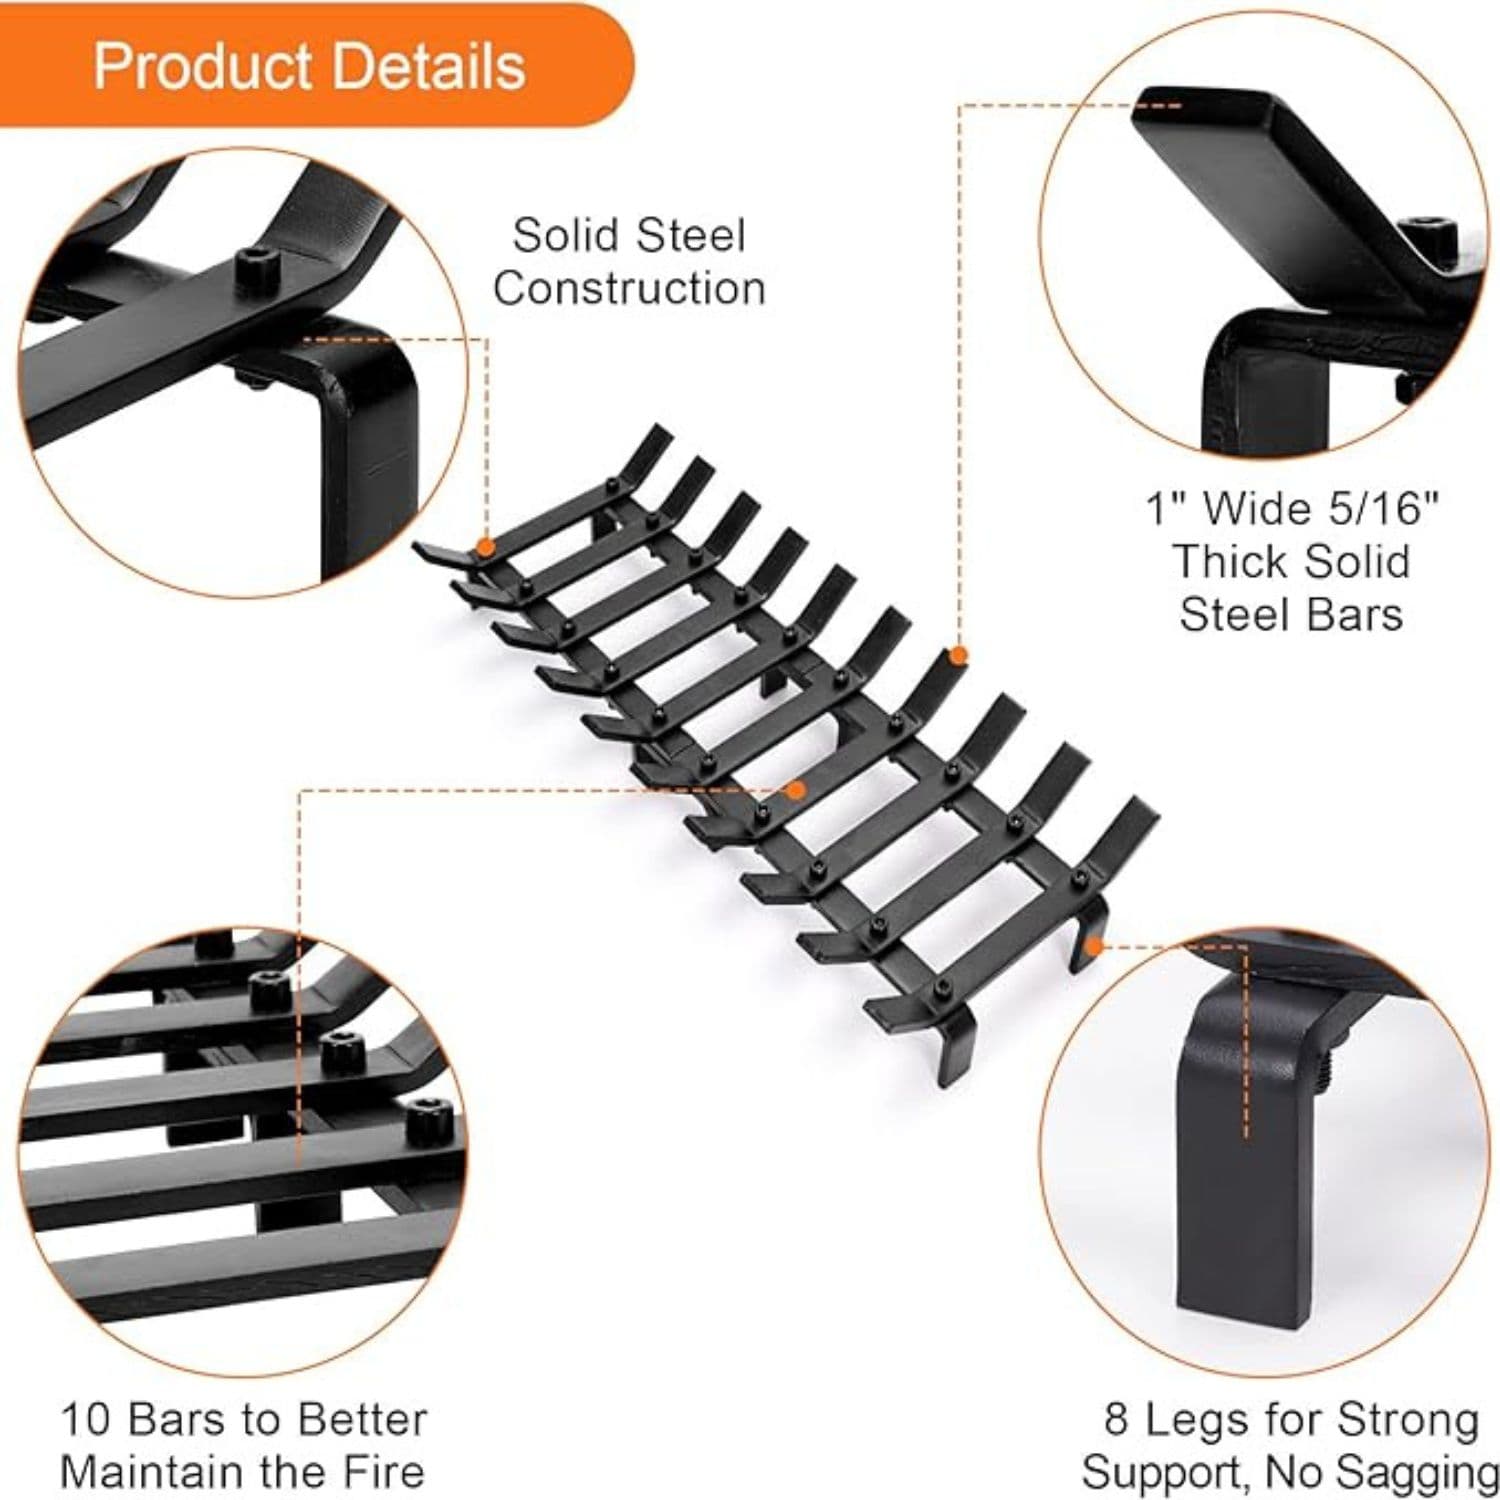 Product Details
Solid Steel
Construction
1" Wide 5/16"
Thick Solid
Steel Bars
10 Bars to Better
Maintain the Fire
8 Legs for Strong
Support, No Sagging